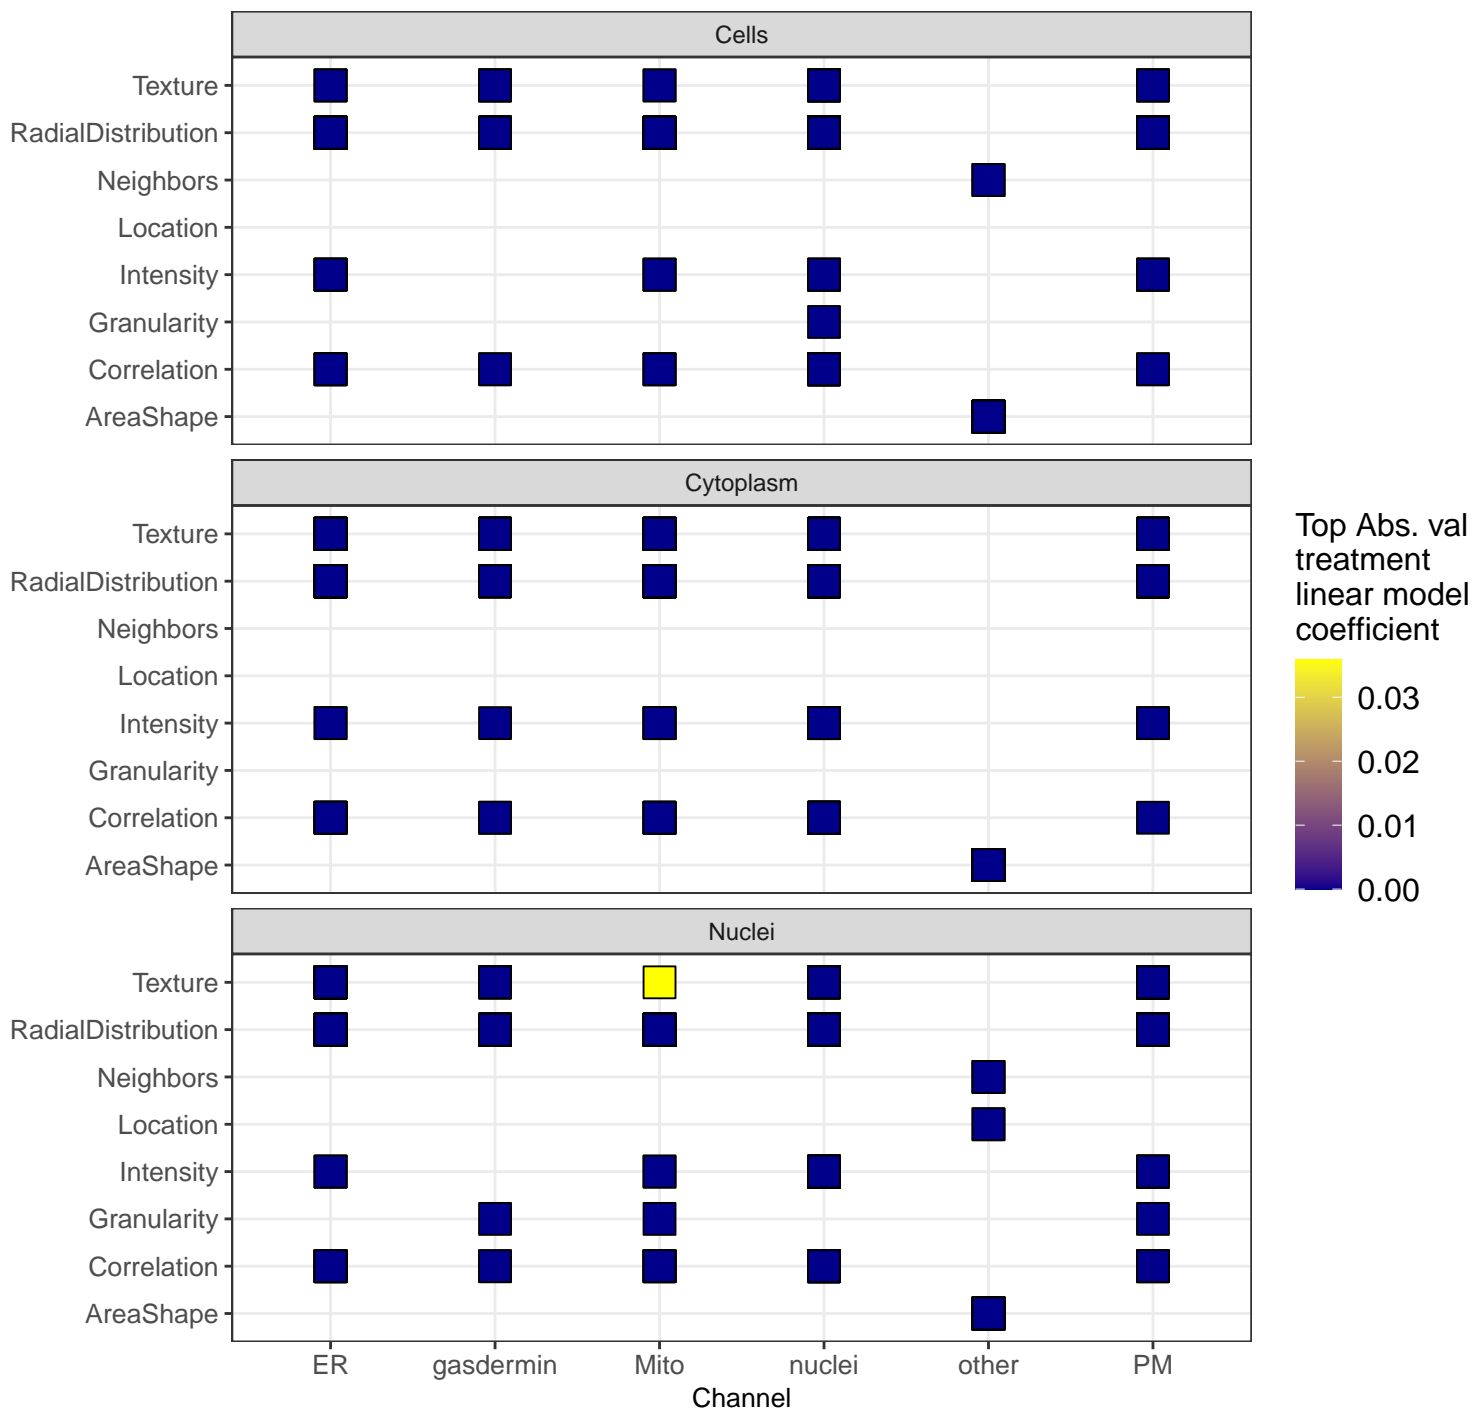 Cells
Texture
RadialDistribution
Neighbors
Location
Intensity
Granularity
Correlation
AreaShape
Cytoplasm
Texture
RadialDistribution
Neighbors
Location
Intensity
Granularity
Correlation
AreaShape
Nuclei
Texture
RadialDistribution
Neighbors
Location
Intensity
Granularity
Correlation
AreaShape
ER gasdermin Mito nuclei other PM
Channel
Top Abs. val
treatment
linear model
coefficient
0.03
0.02
0.01
0.00